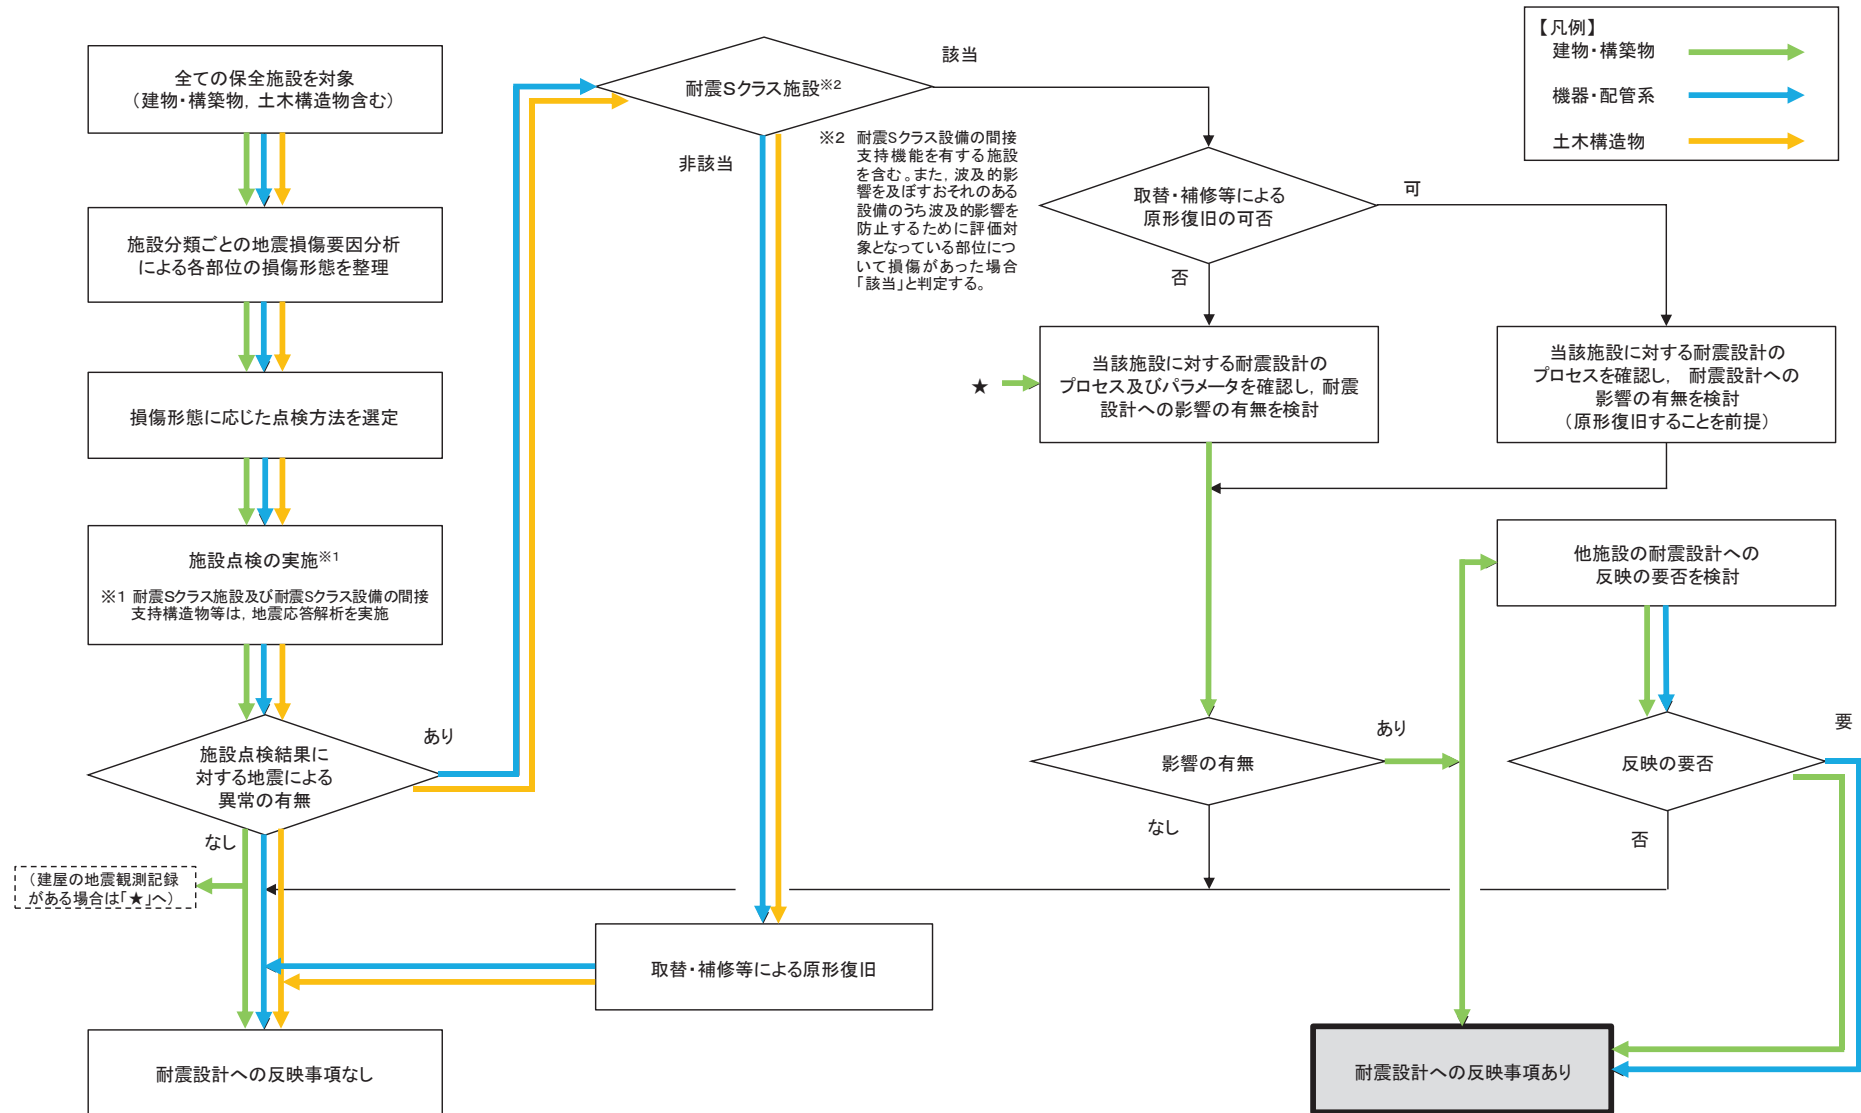 全ての保全施設を対象
（建物・構築物，土木構造物含む）
施設分類ごとの地震損傷要因分析
による各部位の損傷形態を整理
損傷形態に応じた点検方法を選定
施設点検の実施※1
※1 耐震Sクラス施設及び耐震Sクラス設備の間接
支持構造物等は，地震応答解析を実施
施設点検結果に
対する地震による
異常の有無
あり
なし
（建屋の地震観測記録
がある場合は「★」へ）
耐震設計への反映事項なし
耐震Sクラス施設※2
該当
非該当
※2 耐震Sクラス設備の間接
支持機能を有する施設
を含む。また，波及的影
響を及ぼすおそれのある
設備のうち波及的影響を
防止するために評価対
象となっている部位につ
いて損傷があった場合
「該当」と判定する。
取替・補修等による原形復旧
取替・補修等による
原形復旧の可否
可
否
★
当該施設に対する耐震設計の
プロセス及びパラメータを確認し，耐震
設計への影響の有無を検討
当該施設に対する耐震設計の
プロセスを確認し， 耐震設計への
影響の有無を検討
（原形復旧することを前提）
影響の有無
あり
なし
他施設の耐震設計への
反映の要否を検討
反映の要否
要
否
耐震設計への反映事項あり
【凡例】
建物・構築物
機器・配管系
土木構造物